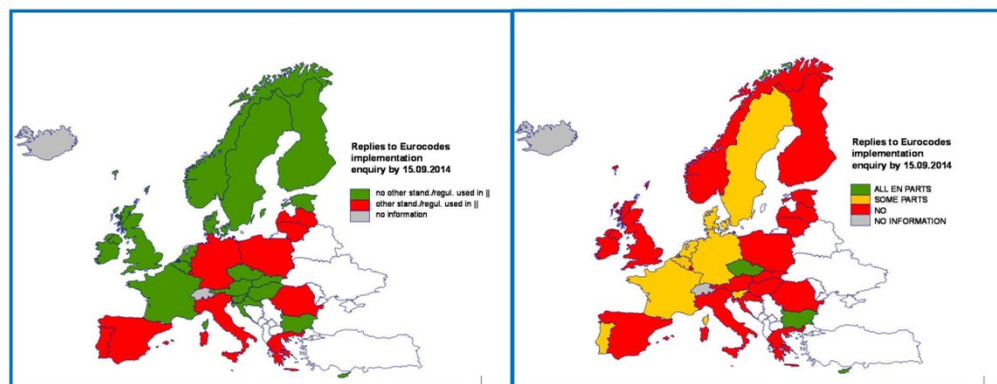 Replies to Eurocodes
implementation
enquiry by 15.09.2014
no other stand./regul. used in ||
other stand./regul. used in ||
no information
Replies to Eurocodes
implementation
enquiry by 15.09.2014
ALL EN PARTS
SOME PARTS
NO
NO INFORMATION